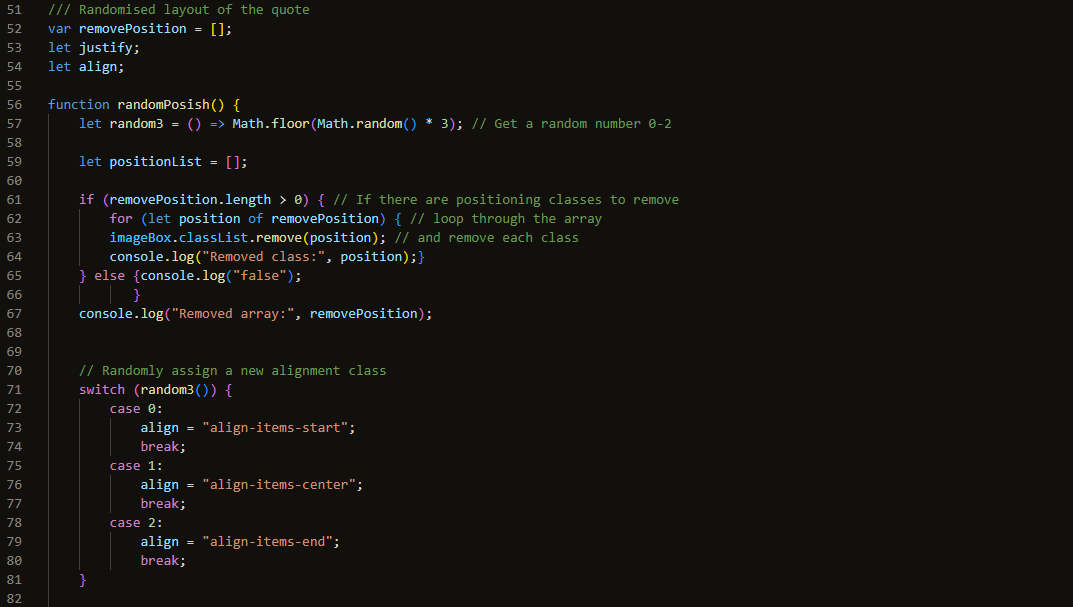 51 /// Randomised layout of the quote
52 var removePosition = [];
53 let justify;
54 let align;
55
56 function randomPosish() {
57     let random3 = () => Math.floor(Math.random() * 3); // Get a random number 0-2
58
59     let positionList = [];
60
61     if (removePosition.length > 0) { // If there are positioning classes to remove
62         for (let position of removePosition) { // loop through the array
63         imageBox.classList.remove(position); // and remove each class
64         console.log("Removed class:", position);}
65     } else {console.log("false");
66            }
67     console.log("Removed array:", removePosition);
68
69
70     // Randomly assign a new alignment class
71     switch (random3()) {
72         case 0:
73             align = "align-items-start";
74             break;
75         case 1:
76             align = "align-items-center";
77             break;
78         case 2:
79             align = "align-items-end";
80             break;
81     }
82